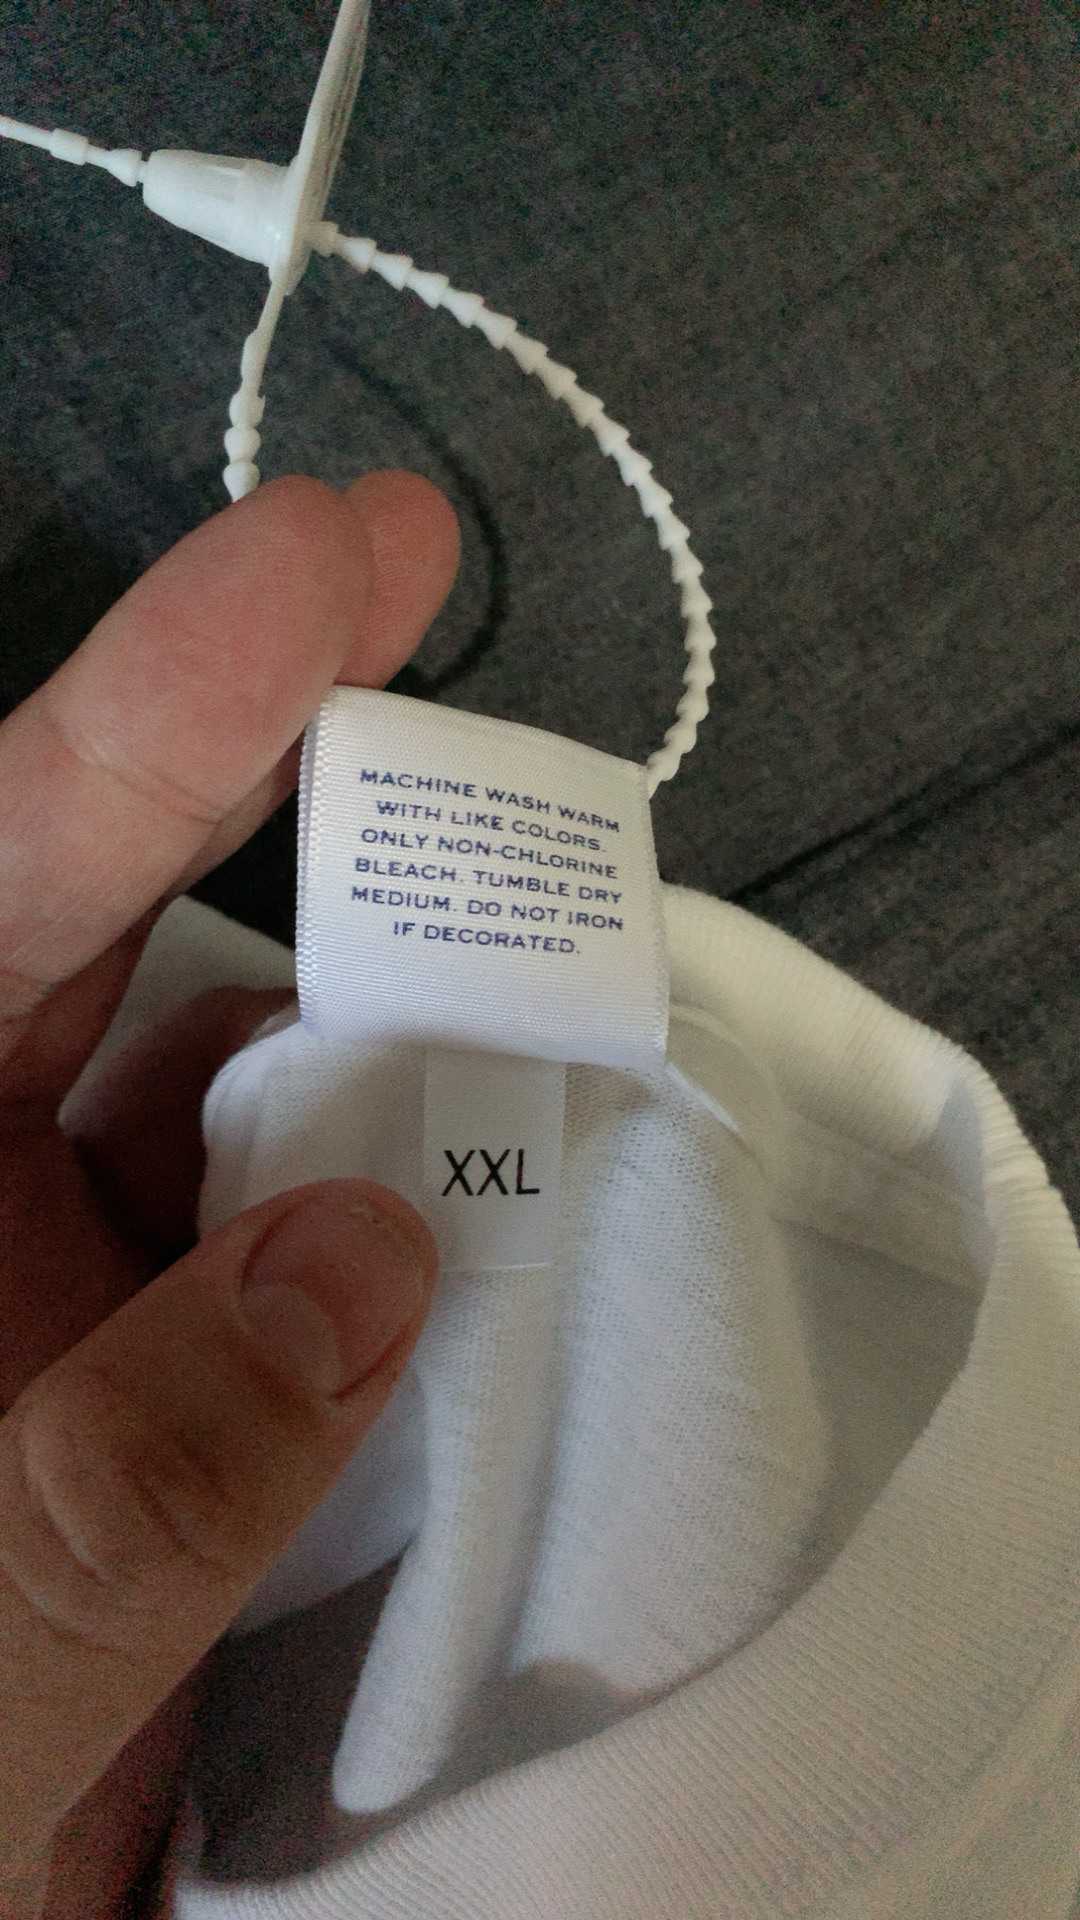 MACHINE WASH WARM
WITH LIKE COLORS.
ONLY NON-CHLORINE
BLEACH. TUMBLE DRY
MEDIUM. DO NOT IRON
IF DECORATED.
XXL